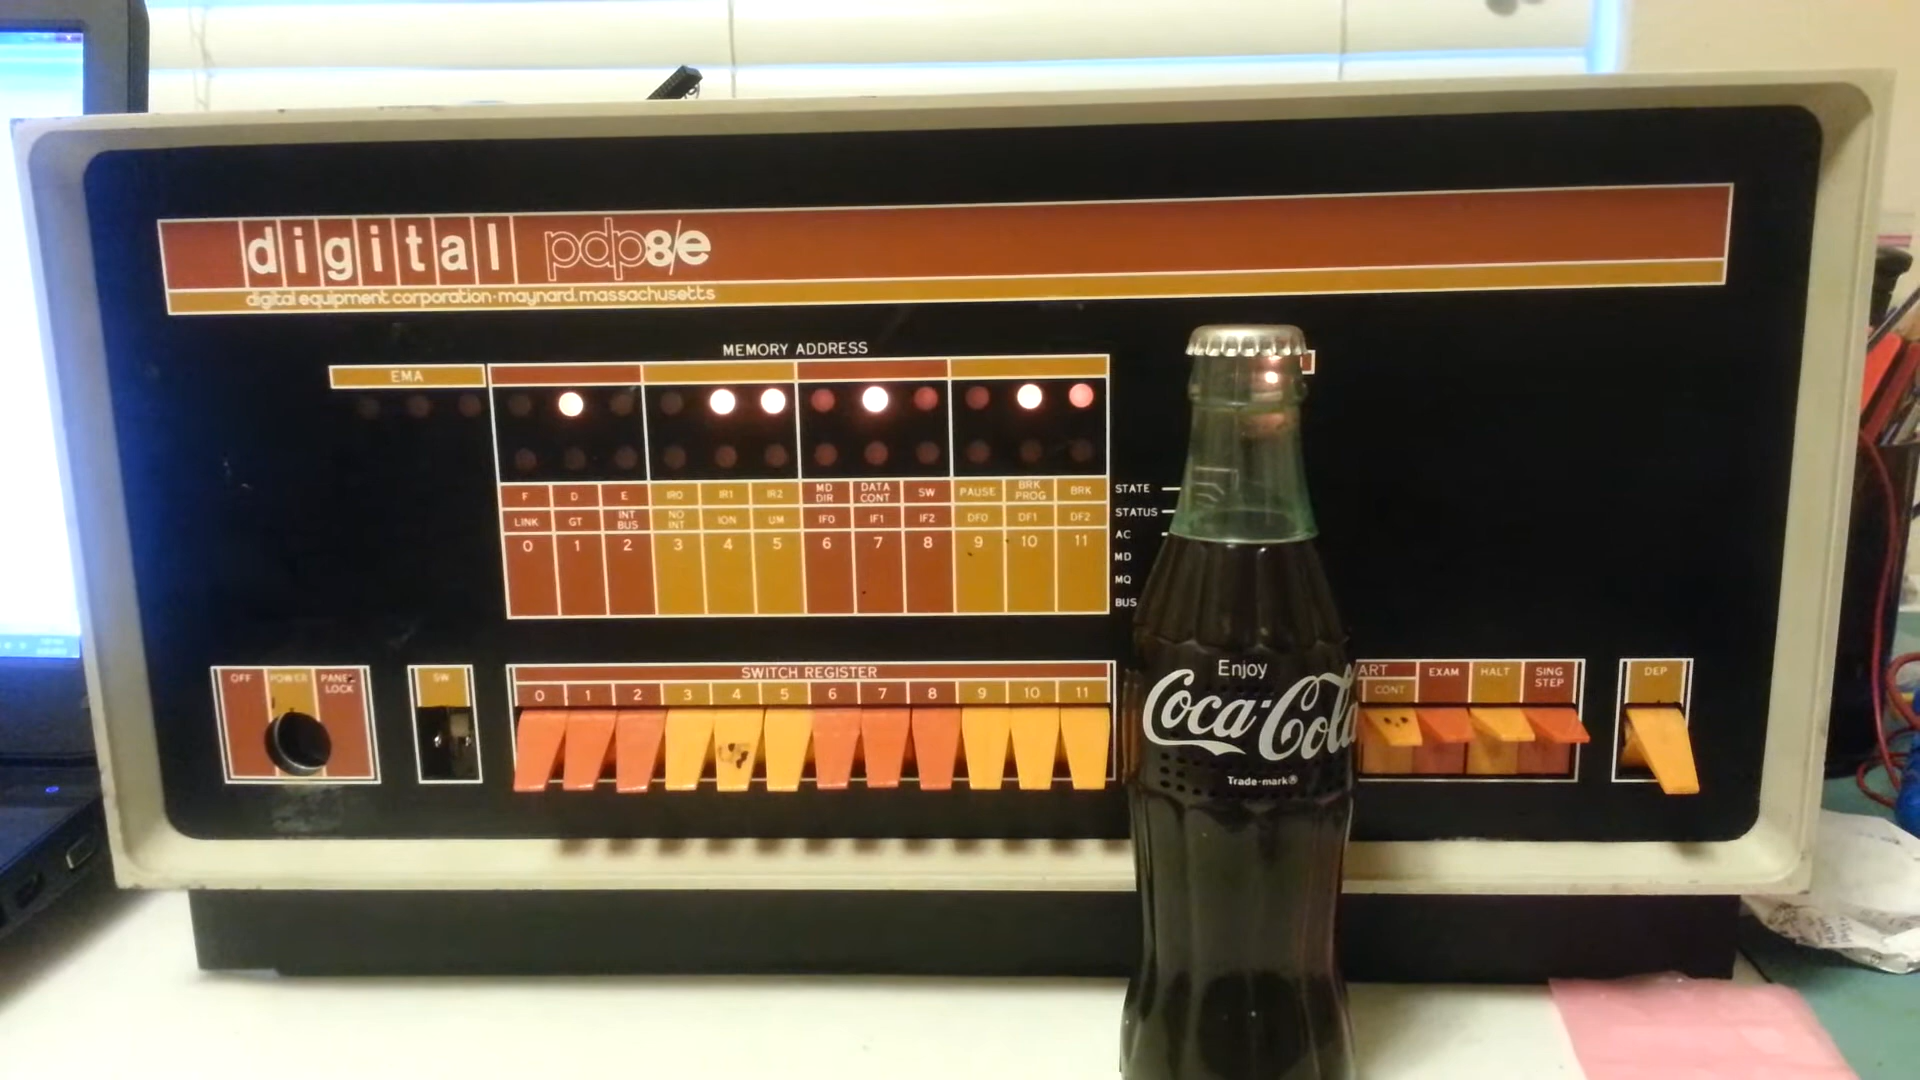 digital pdp8/e
digital equipment corporation·maynard, massachusetts
MEMORY ADDRESS
EMA
F D E IR0 IR1 IR2 MD DIR DATA CONT SW PAUSE BRK PROG BRK
LINK GT INT BUS NO INT ION UM IF0 IF1 IF2 DF0 DF1 DF2
0 1 2 3 4 5 6 7 8 9 10 11
STATE
STATUS
AC
MD
MQ
BUS
OFF POWER PANEL LOCK
SW
SWITCH REGISTER
0 1 2 3 4 5 6 7 8 9 10 11
Enjoy
Coca-Cola
Trade-mark®
ART
CONT
EXAM
HALT
SING STEP
DEP